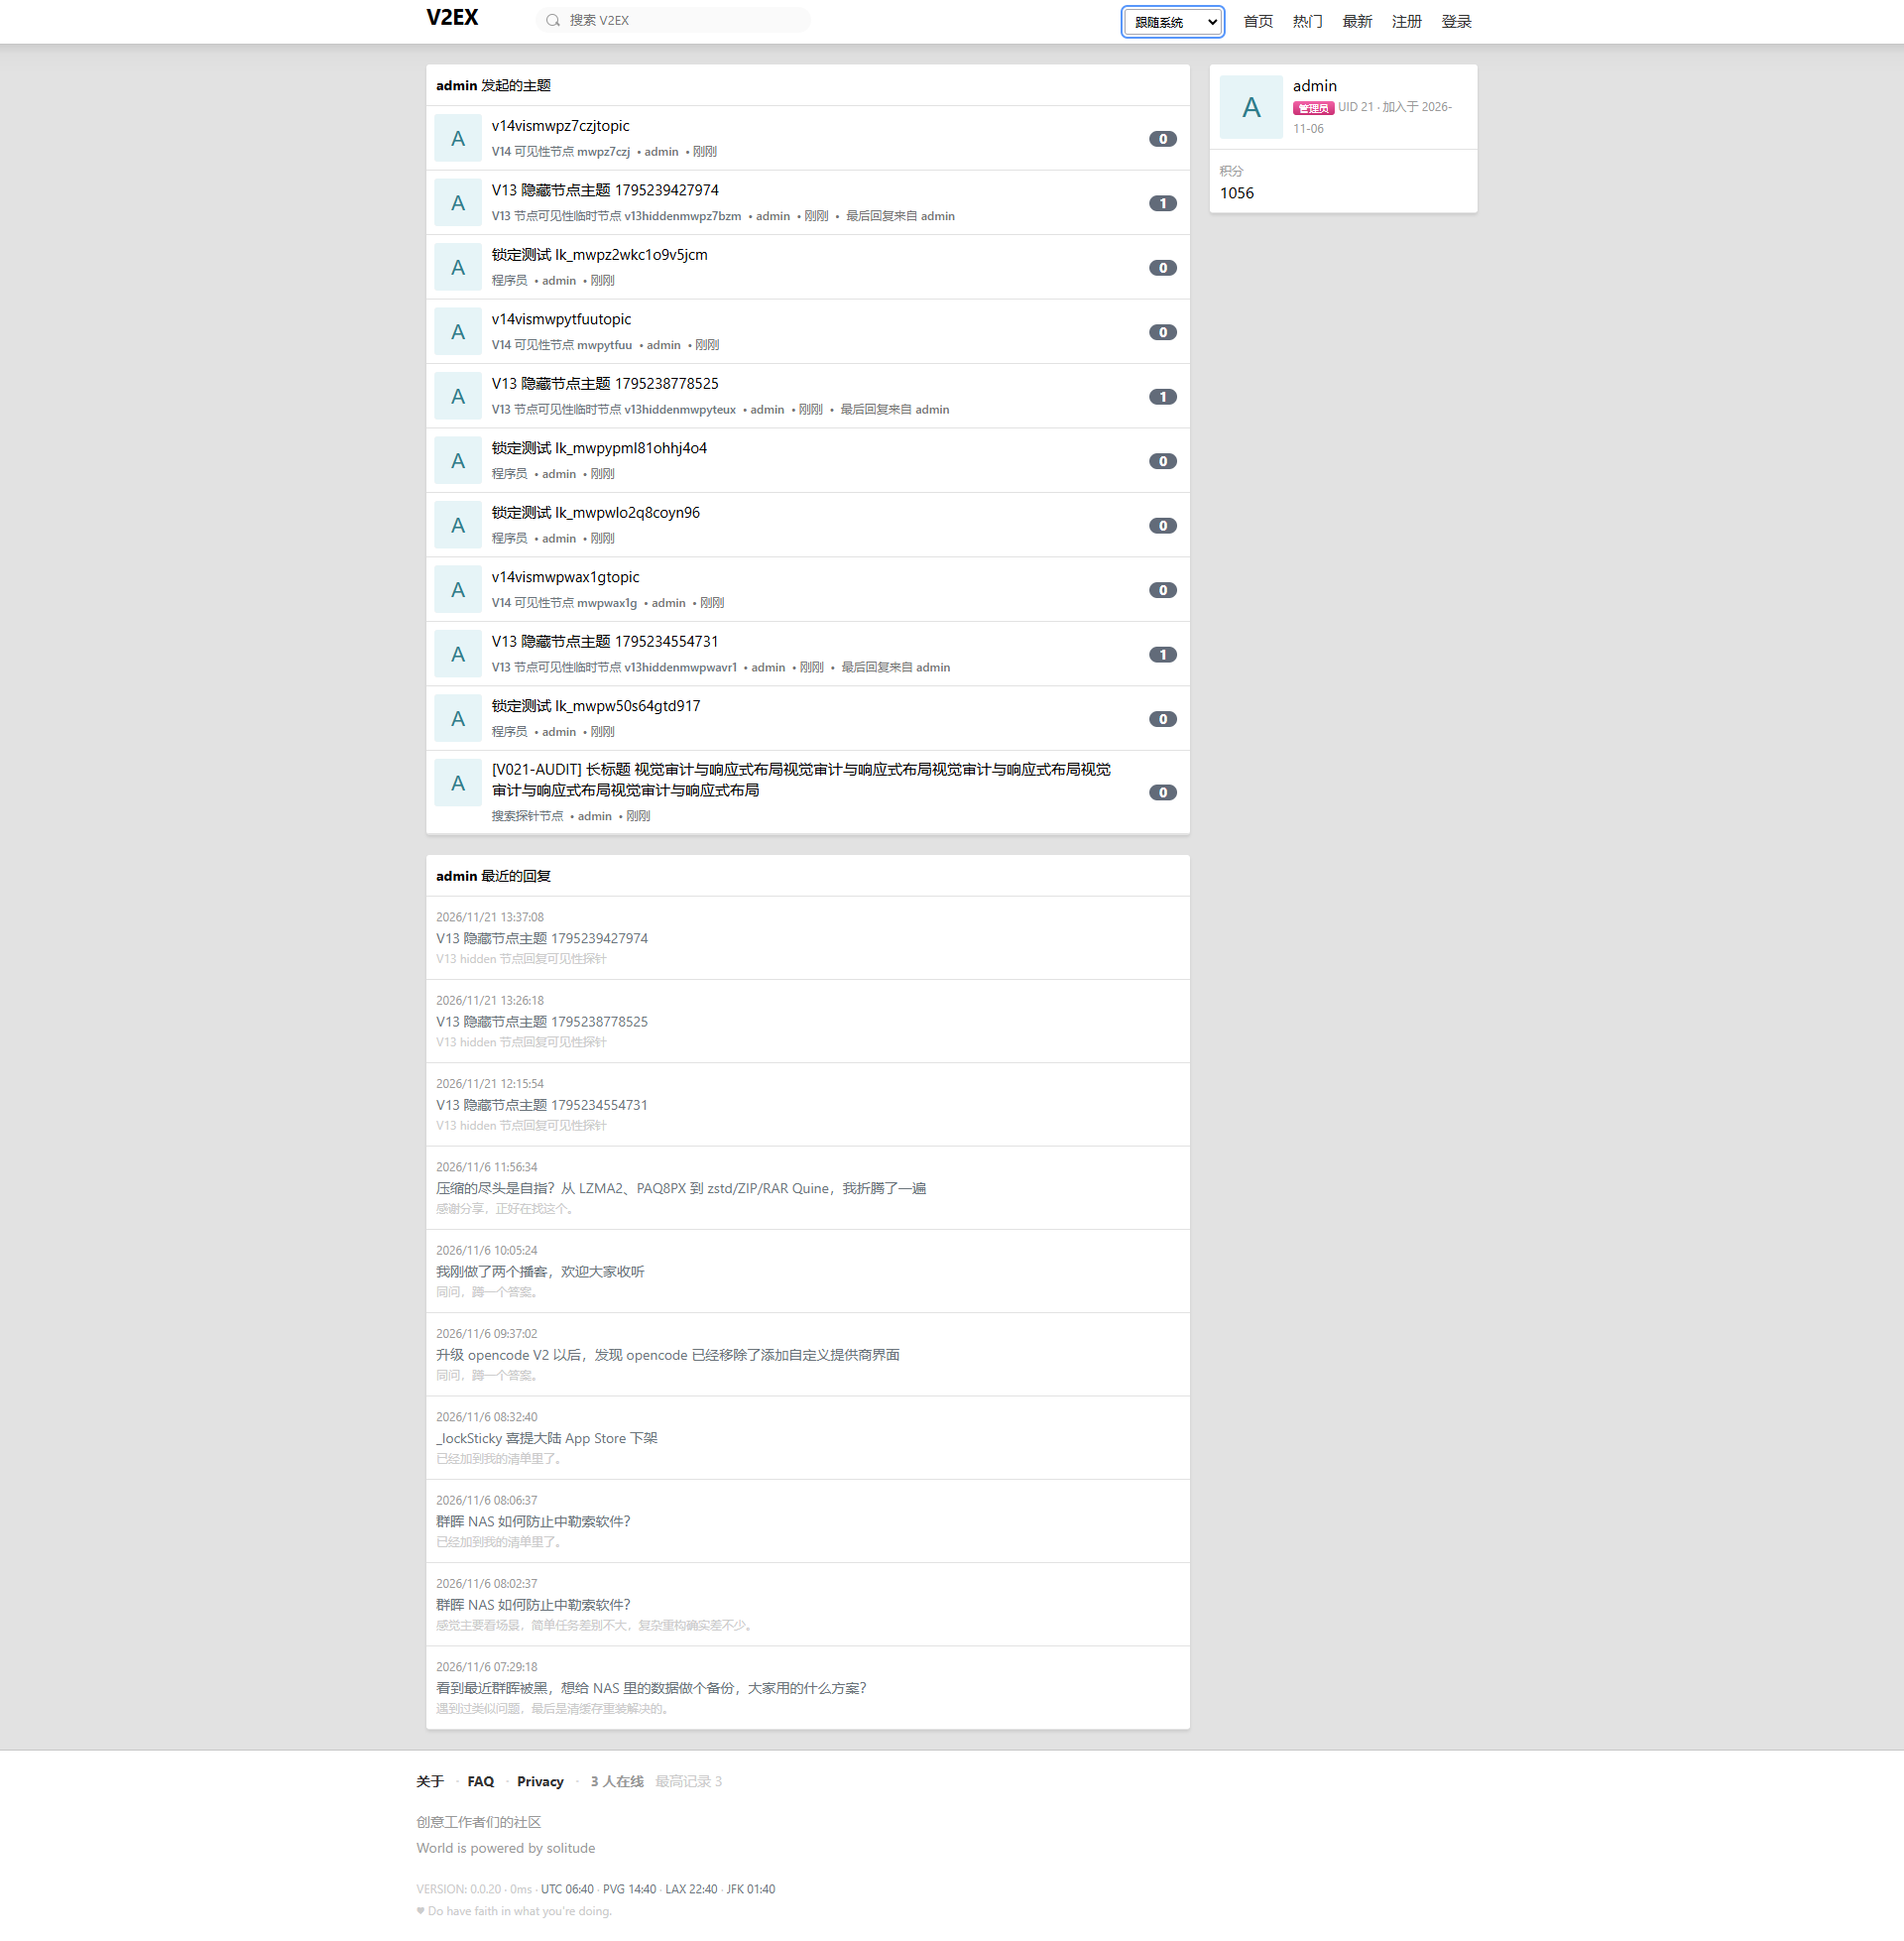 V2EX
搜索 V2EX
跟随系统
首页 热门 最新 注册 登录
admin 发起的主题
A
v14vismwpz7czjtopic
V14 可见性节点 mwpz7czj • admin • 刚刚
0
A
V13 隐藏节点主题 1795239427974
V13 节点可见性临时节点 v13hiddenmwpz7bzm • admin • 刚刚 • 最后回复来自 admin
1
A
锁定测试 lk_mwpz2wkc1o9v5jcm
程序员 • admin • 刚刚
0
A
v14vismwpytfuutopic
V14 可见性节点 mwpytfuu • admin • 刚刚
0
A
V13 隐藏节点主题 1795238778525
V13 节点可见性临时节点 v13hiddenmwpyteux • admin • 刚刚 • 最后回复来自 admin
1
A
锁定测试 lk_mwpypml81ohhj4o4
程序员 • admin • 刚刚
0
A
锁定测试 lk_mwpwlo2q8coyn96
程序员 • admin • 刚刚
0
A
v14vismwpwax1gtopic
V14 可见性节点 mwpwax1g • admin • 刚刚
0
A
V13 隐藏节点主题 1795234554731
V13 节点可见性临时节点 v13hiddenmwpwavr1 • admin • 刚刚 • 最后回复来自 admin
1
A
锁定测试 lk_mwpw50s64gtd917
程序员 • admin • 刚刚
0
A
[V021-AUDIT] 长标题 视觉审计与响应式布局视觉审计与响应式布局视觉审计与响应式布局视觉
审计与响应式布局视觉审计与响应式布局
搜索探针节点 • admin • 刚刚
0
A
admin
管理员 UID 21 · 加入于 2026-
11-06
积分
1056
admin 最近的回复
2026/11/21 13:37:08
V13 隐藏节点主题 1795239427974
V13 hidden 节点回复可见性探针
2026/11/21 13:26:18
V13 隐藏节点主题 1795238778525
V13 hidden 节点回复可见性探针
2026/11/21 12:15:54
V13 隐藏节点主题 1795234554731
V13 hidden 节点回复可见性探针
2026/11/6 11:56:34
压缩的尽头是自指？从 LZMA2、PAQ8PX 到 zstd/ZIP/RAR Quine，我折腾了一遍
感谢分享，正好在找这个。
2026/11/6 10:05:24
我刚做了两个播客，欢迎大家收听
同问，蹲一个答案。
2026/11/6 09:37:02
升级 opencode V2 以后，发现 opencode 已经移除了添加自定义提供商界面
同问，蹲一个答案。
2026/11/6 08:32:40
_lockSticky 喜提大陆 App Store 下架
已经加到我的清单里了。
2026/11/6 08:06:37
群晖 NAS 如何防止中勒索软件？
已经加到我的清单里了。
2026/11/6 08:02:37
群晖 NAS 如何防止中勒索软件？
感觉主要看场景，简单任务差别不大，复杂重构确实差不少。
2026/11/6 07:29:18
看到最近群晖被黑，想给 NAS 里的数据做个备份，大家用的什么方案？
遇到过类似问题，最后是清缓存重装解决的。
关于 · FAQ · Privacy · 3 人在线 最高记录 3
创意工作者们的社区
World is powered by solitude
VERSION: 0.0.20 · 0ms · UTC 06:40 · PVG 14:40 · LAX 22:40 · JFK 01:40
♥ Do have faith in what you're doing.